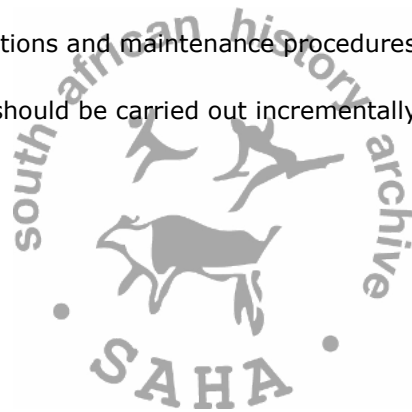 tions and maintenance procedures
should be carried out incrementally
south african history archive
• SAHA •